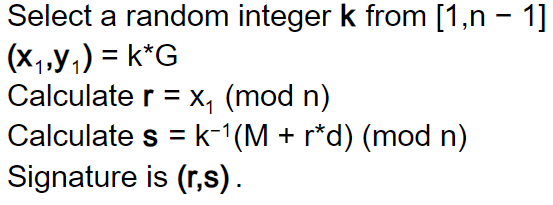 Select a random integer k from [1,n − 1]
(x₁,y₁) = k*G
Calculate r = x₁ (mod n)
Calculate s = k⁻¹(M + r*d) (mod n)
Signature is (r,s) .